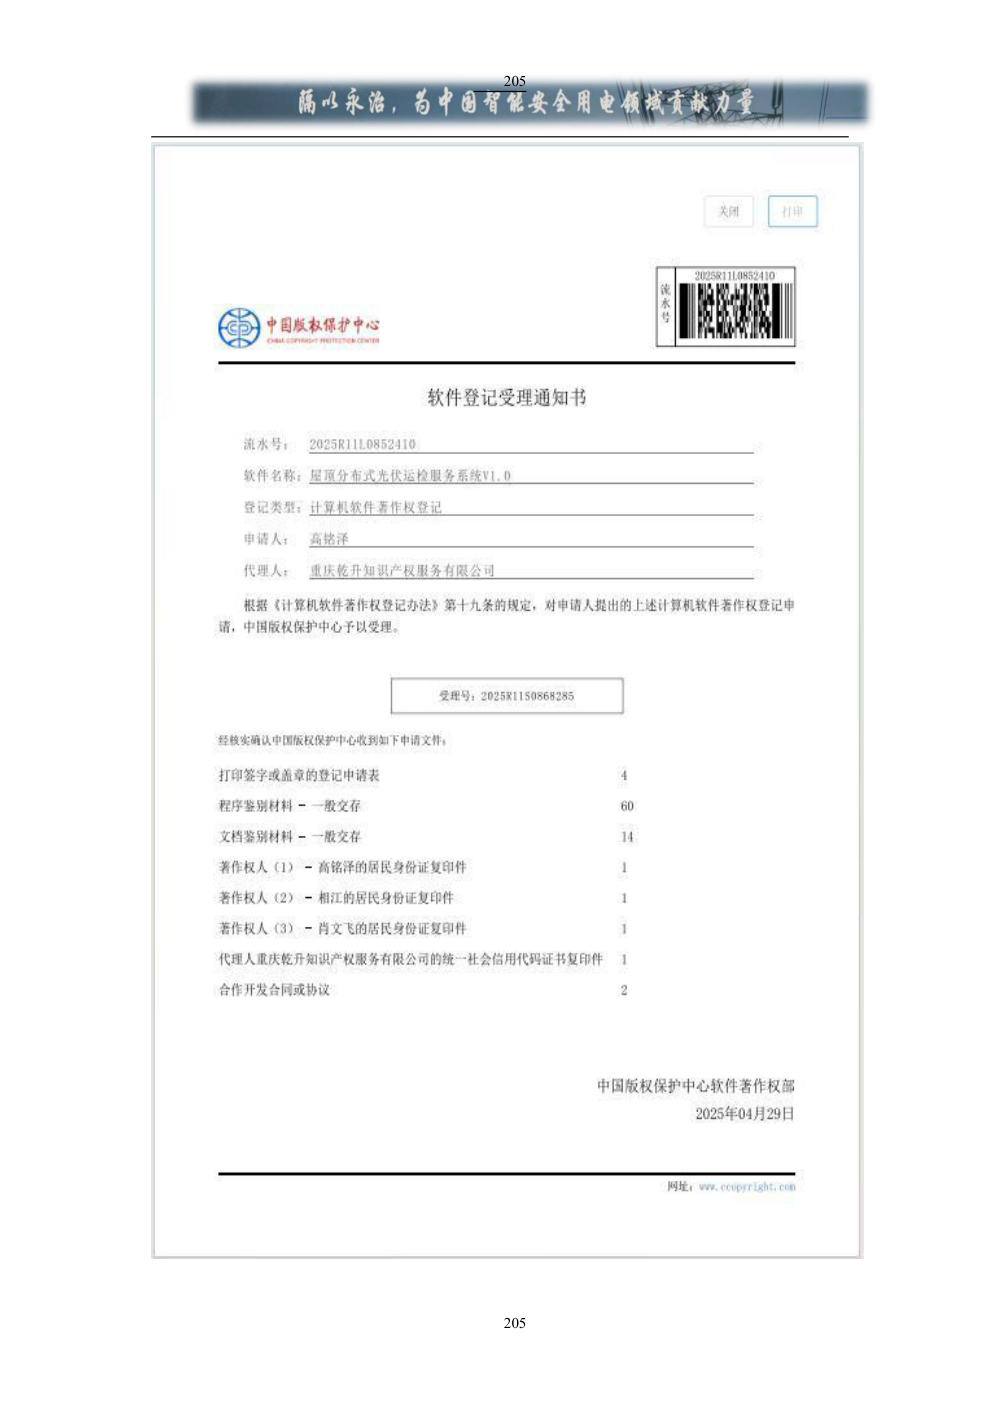 205
隔以永治，为中国智能安全用电领域贡献力量
关闭
打印
2025R11L0852410
流水号
中国版权保护中心
CHINA COPYRIGHT PROTECTION CENTER
软件登记受理通知书
流水号： 2025R11L0852410
软件名称：屋顶分布式光伏运检服务系统V1.0
登记类型：计算机软件著作权登记
申请人： 高铭泽
代理人： 重庆乾升知识产权服务有限公司
根据《计算机软件著作权登记办法》第十九条的规定，对申请人提出的上述计算机软件著作权登记申
请，中国版权保护中心予以受理。
受理号：2025R11S0868285
经核实确认中国版权保护中心收到如下申请文件：
打印签字或盖章的登记申请表 4
程序鉴别材料 - 一般交存 60
文档鉴别材料 - 一般交存 14
著作权人（1） - 高铭泽的居民身份证复印件 1
著作权人（2） - 相江的居民身份证复印件 1
著作权人（3） - 肖文飞的居民身份证复印件 1
代理人重庆乾升知识产权服务有限公司的统一社会信用代码证书复印件 1
合作开发合同或协议 2
中国版权保护中心软件著作权部
2025年04月29日
网址：www.ccopyright.com
205